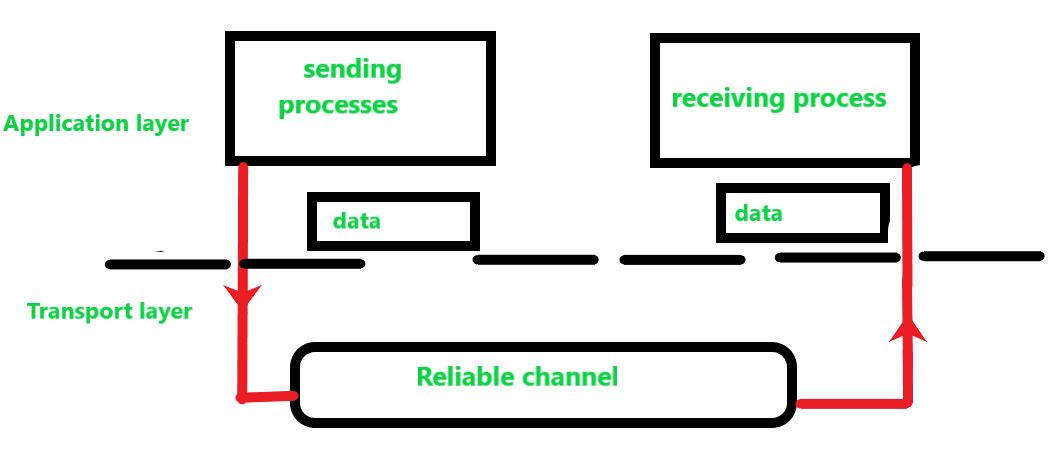 sending
processes
receiving process
Application layer
data
data
Transport layer
Reliable channel